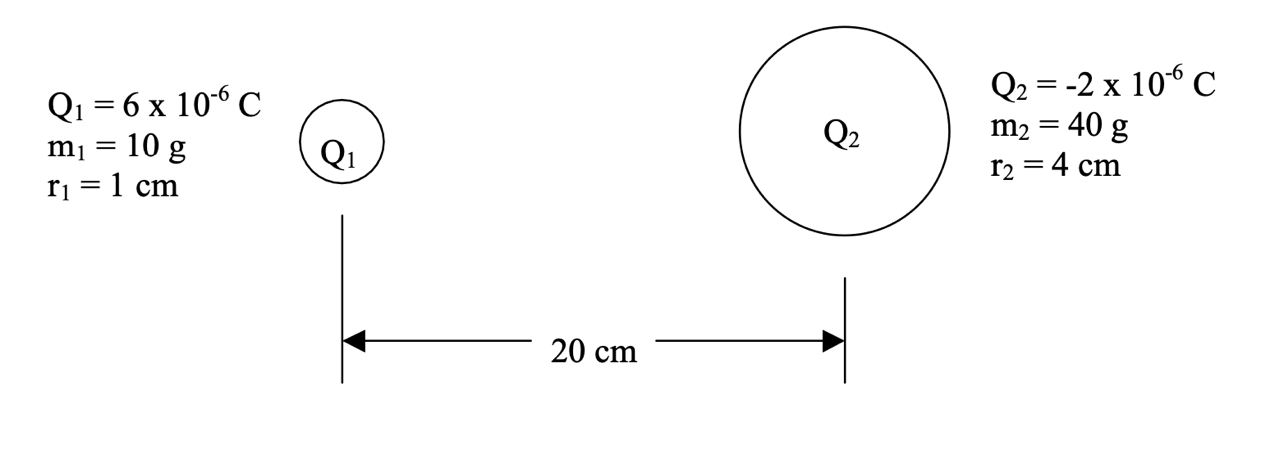 Q₁ = 6 x 10⁻⁶ C
m₁ = 10 g
r₁ = 1 cm
Q₁
Q₂
Q₂ = -2 x 10⁻⁶ C
m₂ = 40 g
r₂ = 4 cm
20 cm